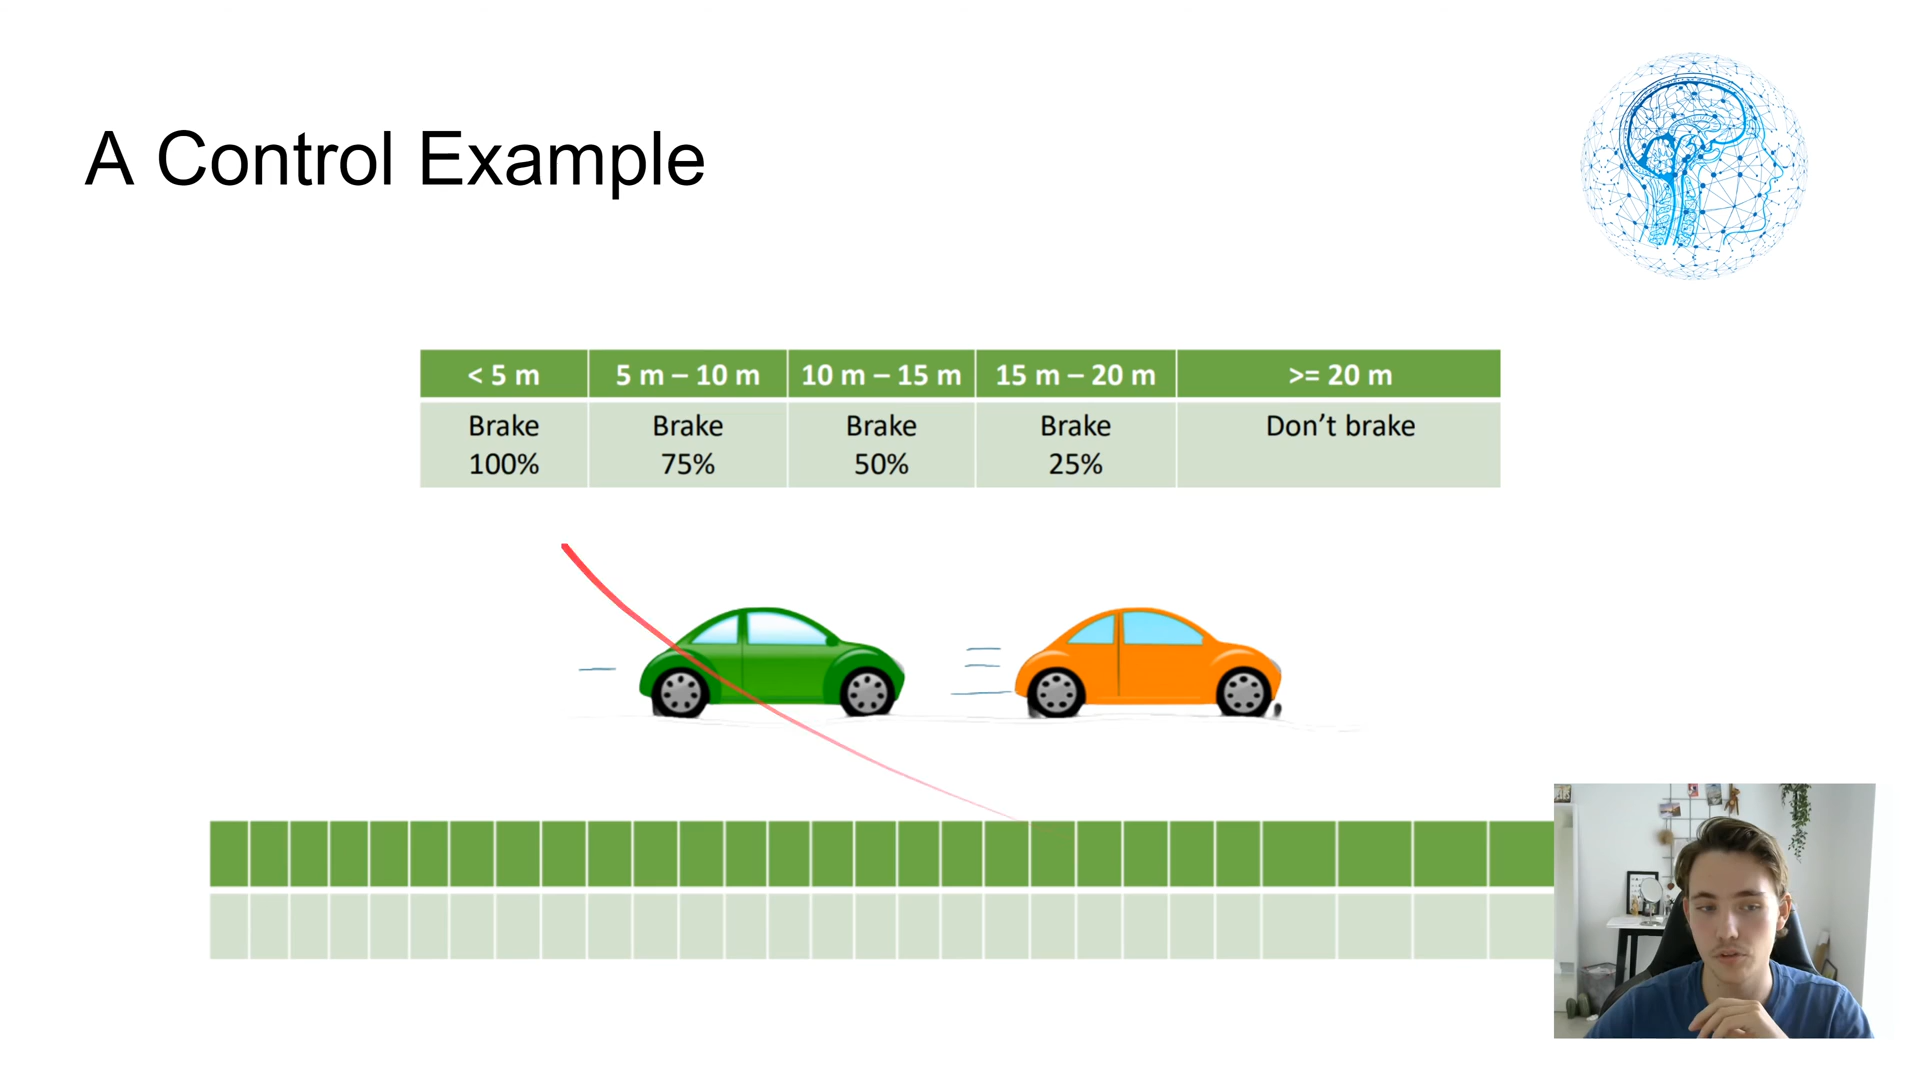 A Control Example
< 5 m 5 m – 10 m 10 m – 15 m 15 m – 20 m >= 20 m
Brake 100% Brake 75% Brake 50% Brake 25% Don’t brake